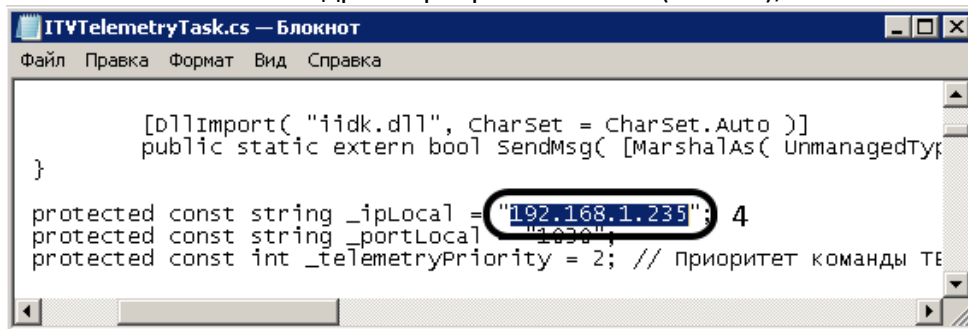 ITVTelemetryTask.cs — Блокнот
Файл Правка Формат Вид Справка
[DllImport( "iidk.dll", CharSet = CharSet.Auto )]
public static extern bool SendMsg( [MarshalAs( UnmanagedTyp
}
protected const string _ipLocal = "192.168.1.235"; 4
protected const string _portLocal = "1030";
protected const int _telemetryPriority = 2; // Приоритет команды ТЕ